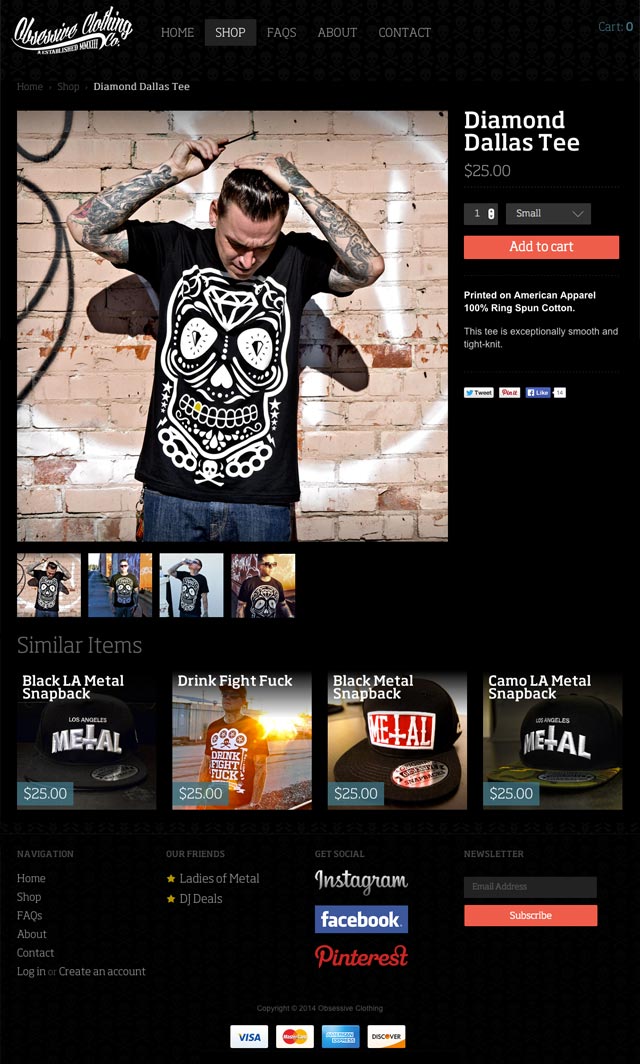 Obsessive Clothing
Co.
& ESTABLISHED MMXIII
HOME
SHOP
FAQS
ABOUT
CONTACT
Cart: 0
Home › Shop › Diamond Dallas Tee
Diamond
Dallas Tee
$25.00
1
Small
Add to cart
Printed on American Apparel
100% Ring Spun Cotton.
This tee is exceptionally smooth and
tight-knit.
Tweet
Pin it
Like
14
Similar Items
Black LA Metal
Snapback
LOS ANGELES
METAL
$25.00
Drink Fight Fuck
DRINK
FIGHT
FUCK
$25.00
Black Metal
Snapback
METAL
$25.00
Camo LA Metal
Snapback
LOS ANGELES
METAL
$25.00
NAVIGATION
Home
Shop
FAQs
About
Contact
Log in or Create an account
OUR FRIENDS
Ladies of Metal
DJ Deals
GET SOCIAL
Instagram
facebook.
Pinterest
NEWSLETTER
Email Address
Subscribe
Copyright © 2014 Obsessive Clothing
VISA
MasterCard
AMERICAN
EXPRESS
DISCOVER